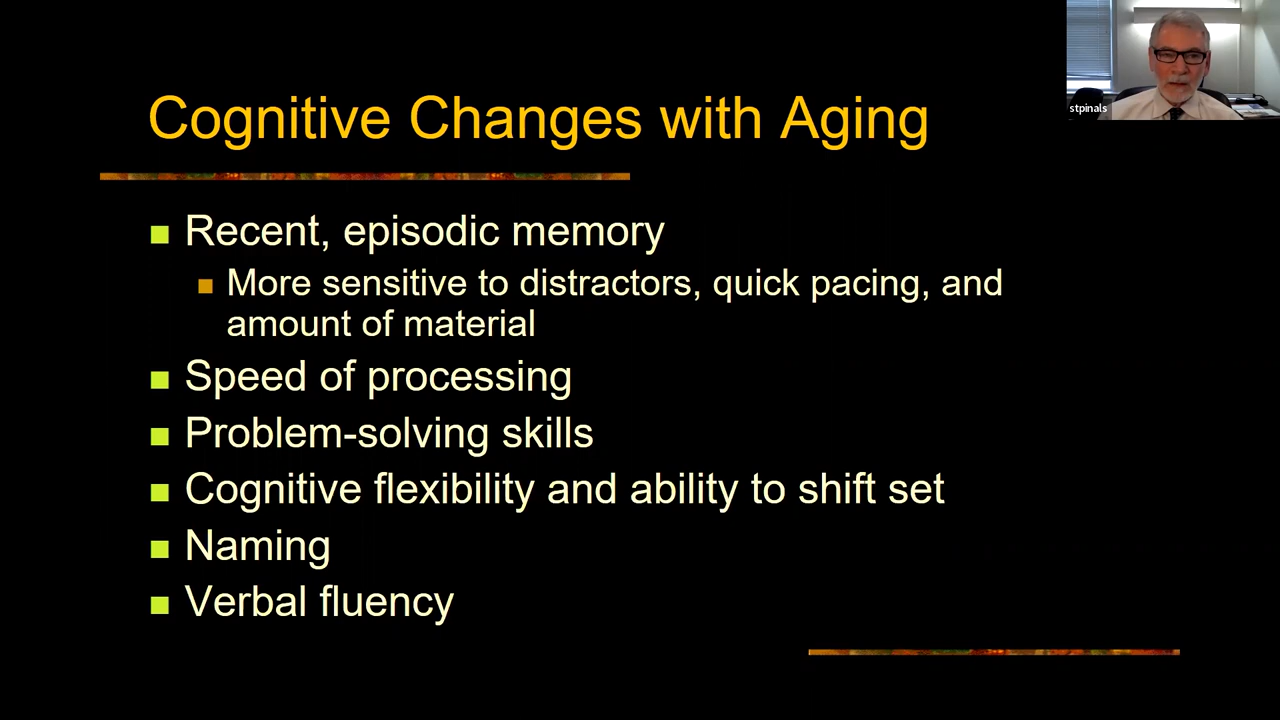 Cognitive Changes with Aging
stpinals
Recent, episodic memory
More sensitive to distractors, quick pacing, and
amount of material
Speed of processing
Problem-solving skills
Cognitive flexibility and ability to shift set
Naming
Verbal fluency